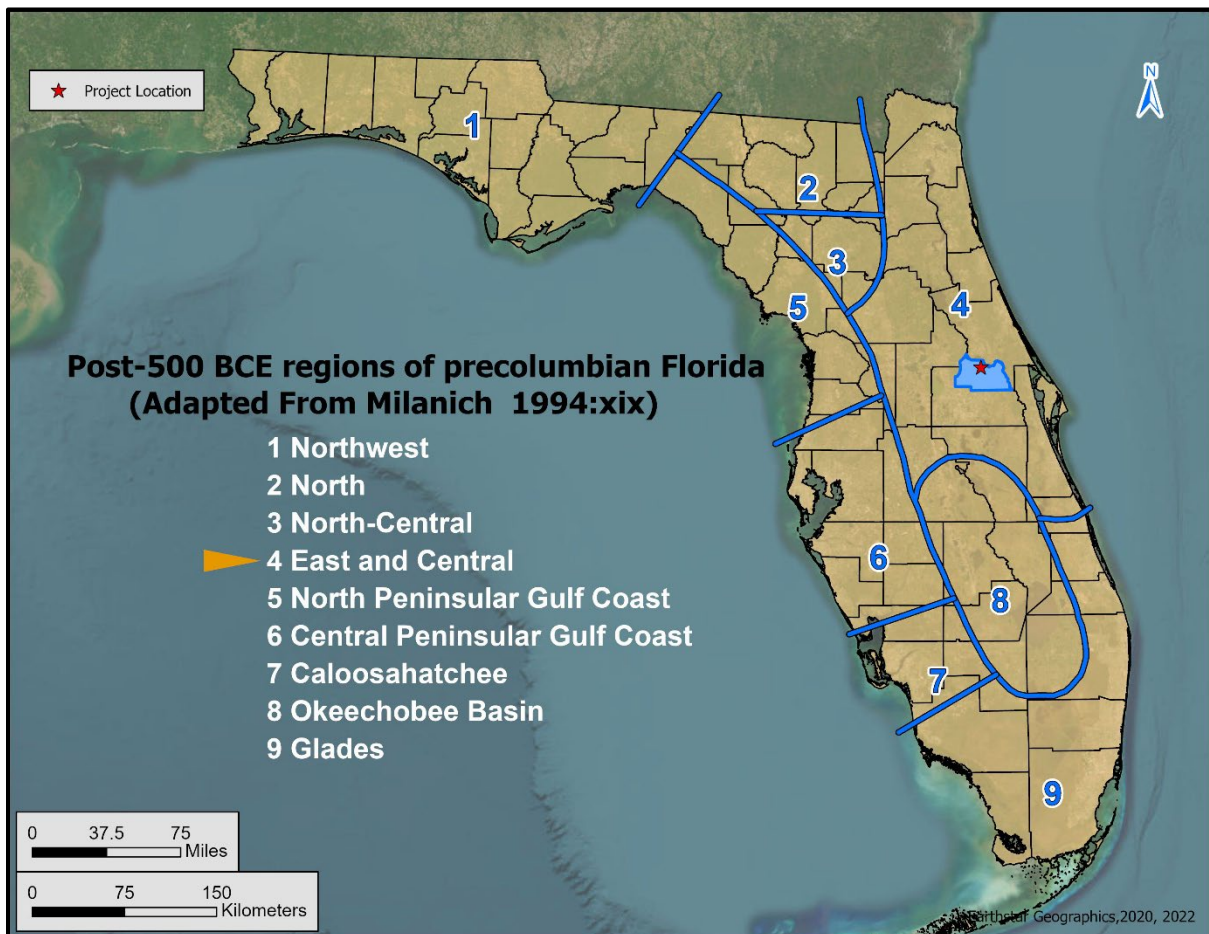 Project Location
N
1
2
3
4
5
6
7
8
9
Post-500 BCE regions of precolumbian Florida
(Adapted From Milanich 1994:xix)
1 Northwest
2 North
3 North-Central
4 East and Central
5 North Peninsular Gulf Coast
6 Central Peninsular Gulf Coast
7 Caloosahatchee
8 Okeechobee Basin
9 Glades
0 37.5 75
Miles
0 75 150
Kilometers
Earthstar Geographics,2020, 2022